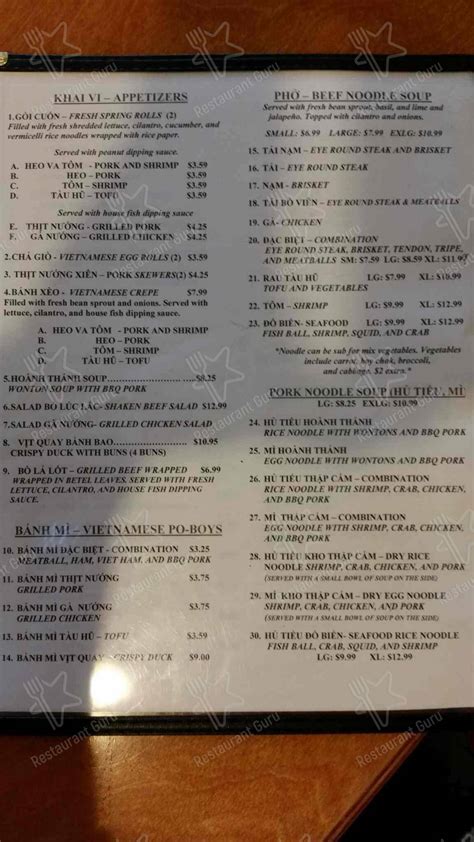 KHAI VI – APPETIZERS
1.GỎI CUỐN – FRESH SPRING ROLLS (2)
Filled with fresh shredded lettuce, cilantro, cucumber, and
vermicelli rice noodles wrapped with rice paper.
Served with peanut dipping sauce.
A. HEO VA TÔM - PORK AND SHRIMP $3.59
B. HEO – PORK $3.59
C. TÔM – SHRIMP $3.59
D. TÀU HŨ – TOFU $3.59
Served with house fish dipping sauce
E. THỊT NƯỚNG - GRILLED PORK $4.25
F. GÀ NƯỚNG – GRILLED CHICKEN $4.25
2.CHẢ GIÒ - VIETNAMESE EGG ROLLS (2) $3.59
3. THỊT NƯỚNG XIÊN – PORK SKEWERS(2) $4.25
4.BÁNH XÈO - VIETNAMESE CREPE $7.99
Filled with fresh bean sprout and onions. Served with
lettuce, cilantro, and house fish dipping sauce.
A. HEO VA TÔM - PORK AND SHRIMP
B. HEO – PORK
C. TÔM – SHRIMP
D. TÀU HŨ – TOFU
5.HOÀNH THÁNH SOUP........................$8.25
WONTON SOUP WITH BBQ PORK
6.SALAD BO LUC LẮC- SHAKEN BEEF SALAD $12.99
7.SALAD GÀ NƯỚNG- GRILLED CHICKEN SALAD
8. VỊT QUAY BÁNH BAO.................. $10.95
CRISPY DUCK WITH BUNS (4 BUNS)
9. BÒ LÁ LỐT – GRILLED BEEF WRAPPED $6.99
WRAPPED IN BETEL LEAVES. SERVED WITH FRESH
LETTUCE, CILANTRO, AND HOUSE FISH DIPPING
SAUCE.
BÁNH MÌ – VIETNAMESE PO-BOYS
10. BÁNH MÌ ĐẶC BIỆT - COMBINATION $3.25
MEATBALL, HAM, VIET HAM, AND BBQ PORK
11. BÁNH MÌ THỊT NƯỚNG $3.75
GRILLED PORK
12. BÁNH MÌ GÀ NƯỚNG $3.75
GRILLED CHICKEN
13. BÁNH MÌ TÀU HŨ – TOFU $3.59
14. BÁNH MÌ VỊT QUAY – CRISPY DUCK $9.00
PHỞ – BEEF NOODLE SOUP
Served with fresh bean sprout, basil, and lime and
jalapeño. Topped with cilantro and onions.
SMALL: $6.99 LARGE: $7.99 EXLG: $10.99
15. TÁI NAM – EYE ROUND STEAK AND BRISKET
16. TÁI – EYE ROUND STEAK
17. NAM - BRISKET
18. TÁI BÒ VIÊN – EYE ROUND STEAK & MEATBALLS
19. GÀ- CHICKEN
20. ĐẶC BIỆT – COMBINATION
EYE ROUND STEAK, BRISKET, TENDON, TRIPE,
AND MEATBALLS SM: $7.59 LG: $8.59 XL: $11.99
21. RAU TÀU HŨ LG: $7.99 XL: $10.99
TOFU AND VEGETABLES
22. TÔM – SHRIMP LG: $8.99 XL: $11.99
23. ĐỒ BIỂN- SEAFOOD LG: $9.99 XL: $12.99
FISH BALL, SHRIMP, SQUID, AND CRAB
*Noodle can be sub for mix vegetables. Vegetables
include carrot, boy chok, broccoli,
and cabbage. $2 extra.*
PORK NOODLE SOUP (HỦ TIẾU, MÌ
LG: $8.25 EXLG: $10.99
24. HỦ TIẾU HOÀNH THÁNH
RICE NOODLE WITH WONTONS AND BBQ PORK
25. MÌ HOÀNH THÁNH
EGG NOODLE WITH WONTONS AND BBQ PORK
26. HỦ TIẾU THẬP CẨM – COMBINATION
RICE NOODLE WITH SHRIMP, CRAB, CHICKEN,
AND BBQ PORK
27. MÌ THẬP CẨM – COMBINATION
EGG NOODLE WITH SHRIMP, CRAB, CHICKEN,
AND BBQ PORK
28. HỦ TIẾU KHO THẬP CẨM – DRY RICE
NOODLE SHRIMP, CRAB, CHICKEN, AND PORK
(SERVED WITH A SMALL BOWL OF SOUP ON THE SIDE)
29. MÌ KHO THẬP CẨM – DRY EGG NOODLE
SHRIMP, CRAB, CHICKEN, AND PORK
(SERVED WITH A SMALL BOWL OF SOUP ON THE SIDE)
30. HỦ TIẾU ĐỒ BIỂN- SEAFOOD RICE NOODLE
FISH BALL, CRAB, SQUID, AND SHRIMP
LG: $9.99 XL: $12.99
Restaurant Guru